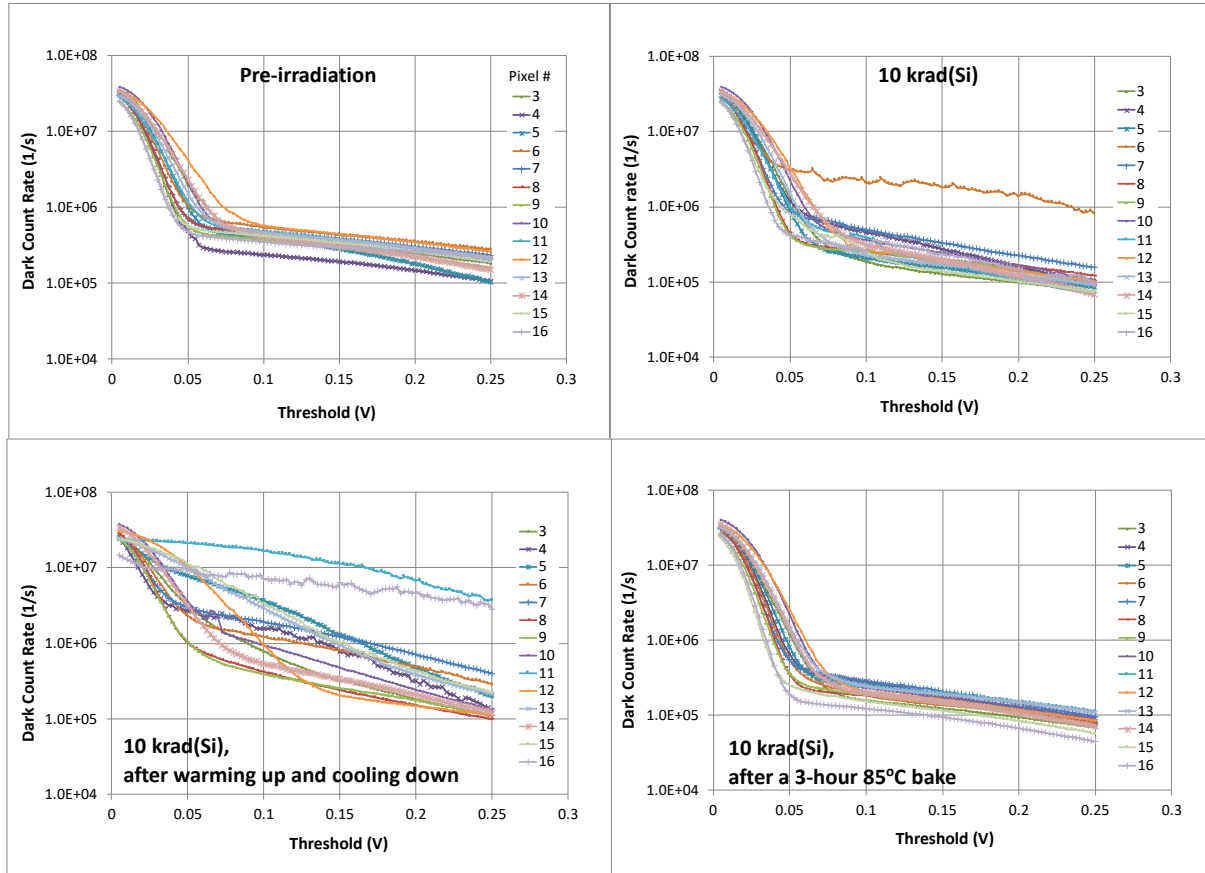 Pre-irradiation
Dark Count Rate (1/s)
1.0E+08
1.0E+07
1.0E+06
1.0E+05
1.0E+04
0
0.05
0.1
0.15
0.2
0.25
0.3
Threshold (V)
Pixel #
3
4
5
6
7
8
9
10
11
12
13
14
15
16
10 krad(Si)
Dark Count rate (1/s)
1.0E+08
1.0E+07
1.0E+06
1.0E+05
1.0E+04
0
0.05
0.1
0.15
0.2
0.25
0.3
Threshold (V)
3
4
5
6
7
8
9
10
11
12
13
14
15
16
Dark Count Rate (1/s)
1.0E+08
1.0E+07
1.0E+06
1.0E+05
1.0E+04
10 krad(Si),
after warming up and cooling down
0
0.05
0.1
0.15
0.2
0.25
0.3
Threshold (V)
3
4
5
6
7
8
9
10
11
12
13
14
15
16
Dark Count Rate (1/s)
1.0E+08
1.0E+07
1.0E+06
1.0E+05
1.0E+04
10 krad(Si),
after a 3-hour 85°C bake
0
0.05
0.1
0.15
0.2
0.25
0.3
Threshold (V)
3
4
5
6
7
8
9
10
11
12
13
14
15
16